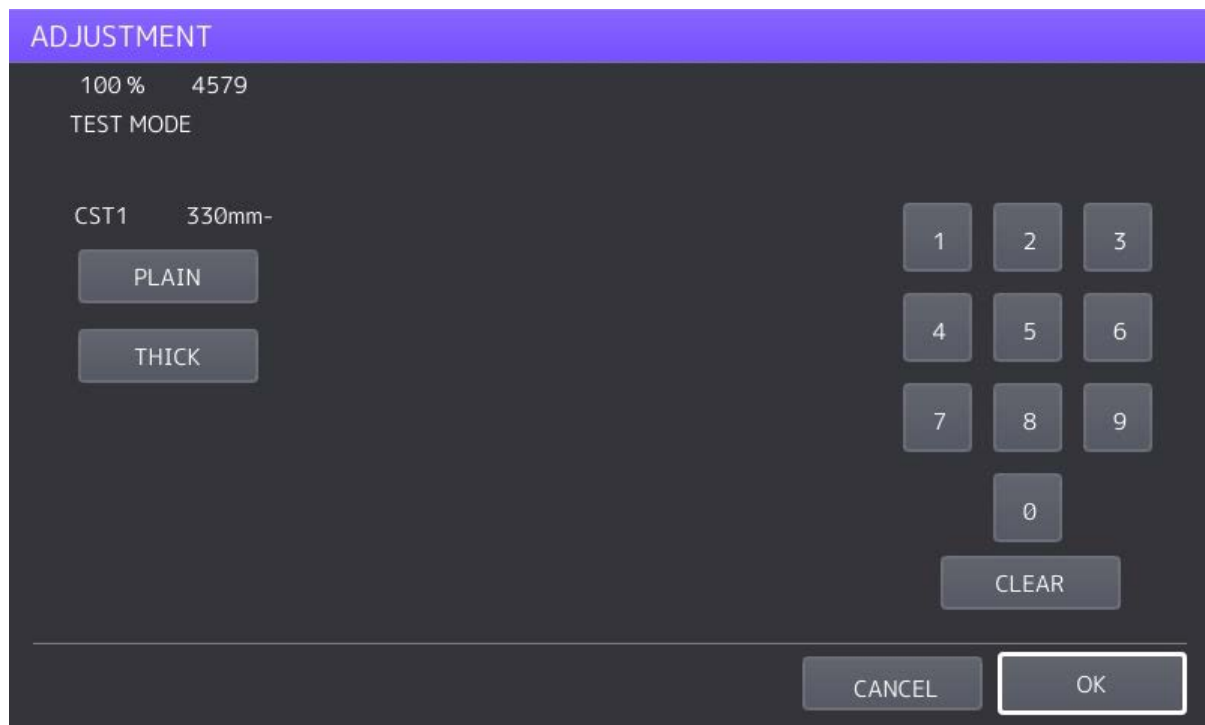 ADJUSTMENT
100 % 4579
TEST MODE
CST1 330mm-
PLAIN
THICK
1 2 3
4 5 6
7 8 9
0
CLEAR
CANCEL OK